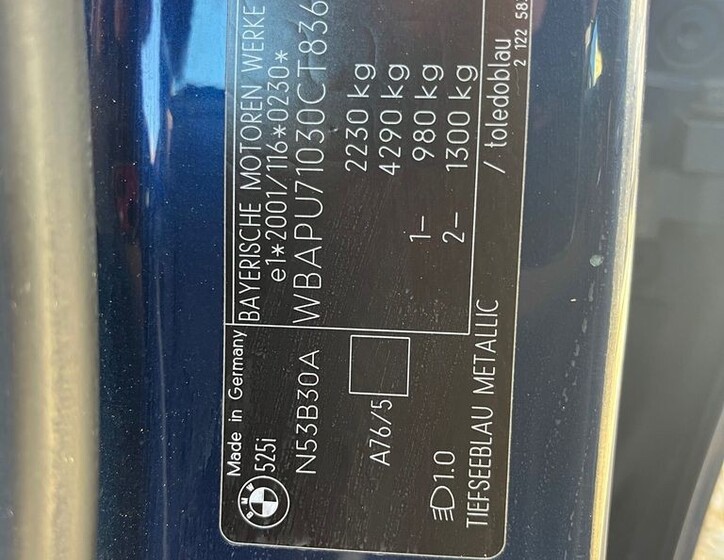 Made in Germany
BMW
525i
BAYERISCHE MOTOREN WERKE
e1*2001/116*0230*
N53B30A
WBAPU71030CT836
2230 kg
A76/5
4290 kg
1- 980 kg
1.0
2- 1300 kg
TIEFSEEBLAU METALLIC / toledoblau
2 122 58